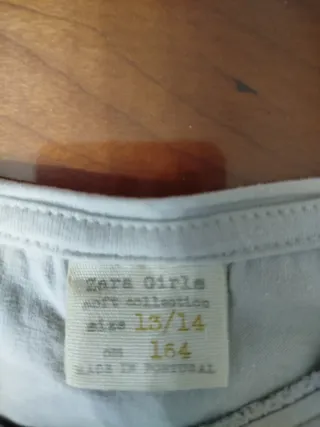 Zara Girls
soft collection
size 13/14
cm 164
MADE IN PORTUGAL